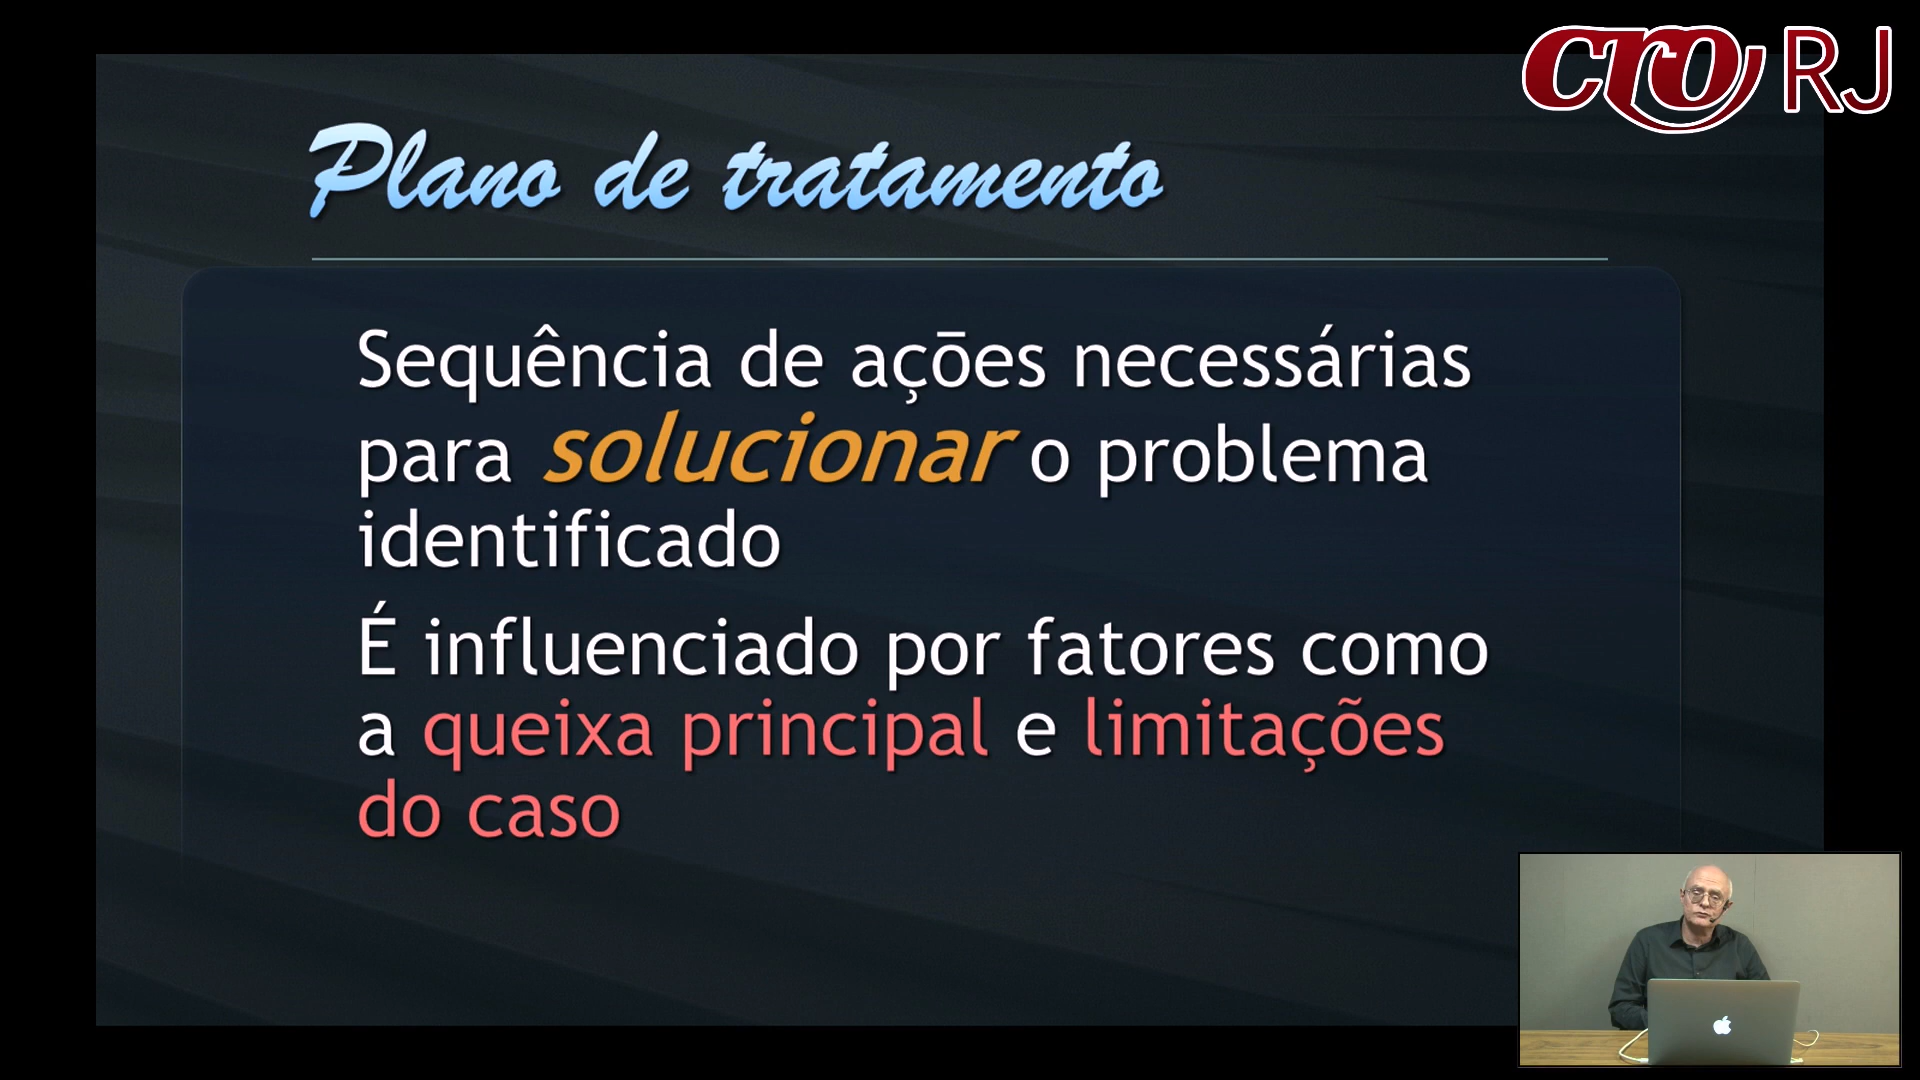 CRO RJ
Plano de tratamento
Sequência de ações necessárias
para solucionar o problema
identificado
É influenciado por fatores como
a queixa principal e limitações
do caso